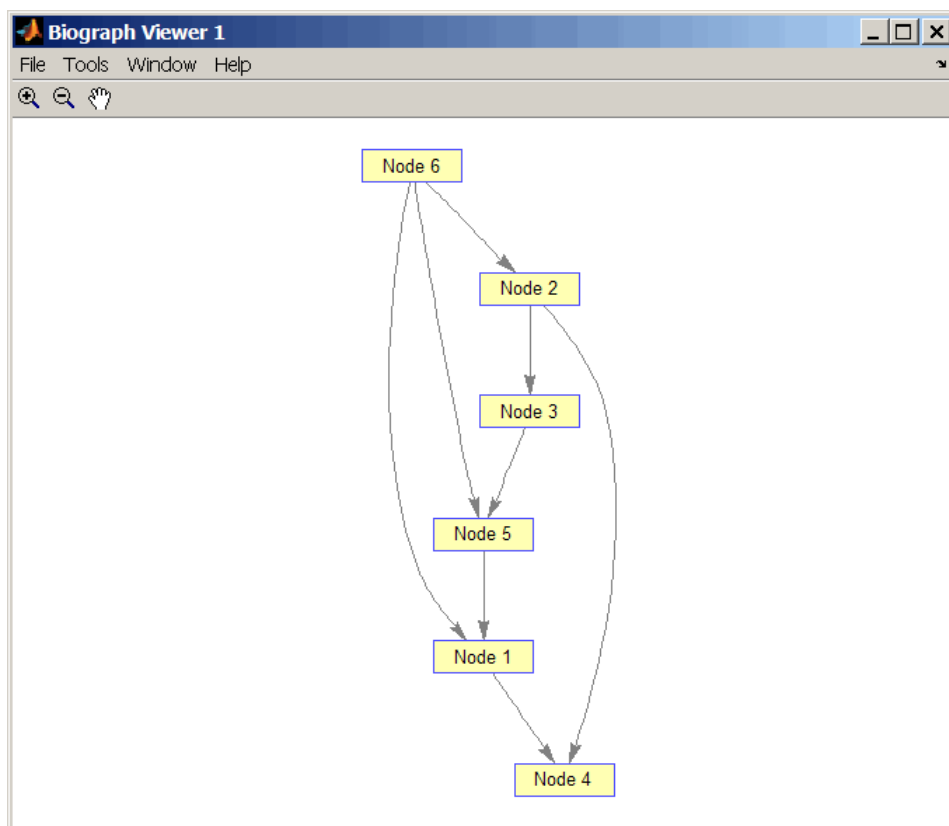 Biograph Viewer 1
File Tools Window Help
Node 6
Node 2
Node 3
Node 5
Node 1
Node 4